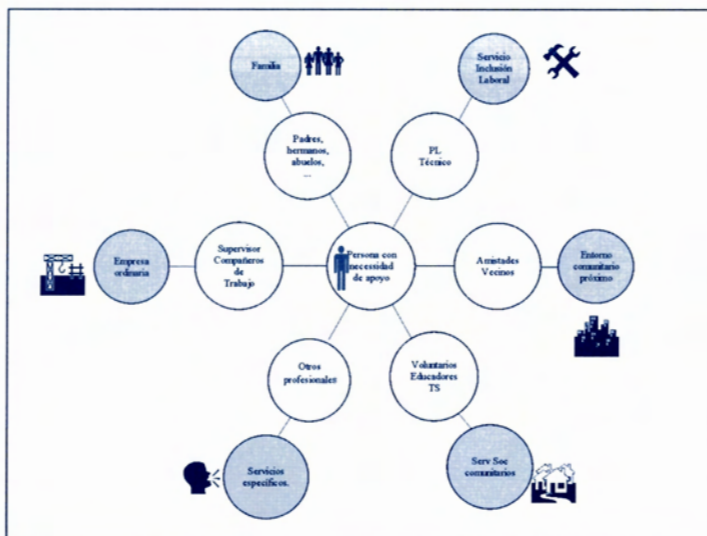 Familia
Servicio
Inclusión
Laboral
Padres,
hermanos,
abuelos,
...
PL
Técnico
Empresa
ordinaria
Supervisor
Compañeros
de
Trabajo
Persona con
necessidad
de apoyo
Amistades
Vecinos
Entorno
comunitario
próximo
Otros
profesionales
Voluntarios
Educadores
TS
Servicios
específicos.
Serv Soc
comunitarios